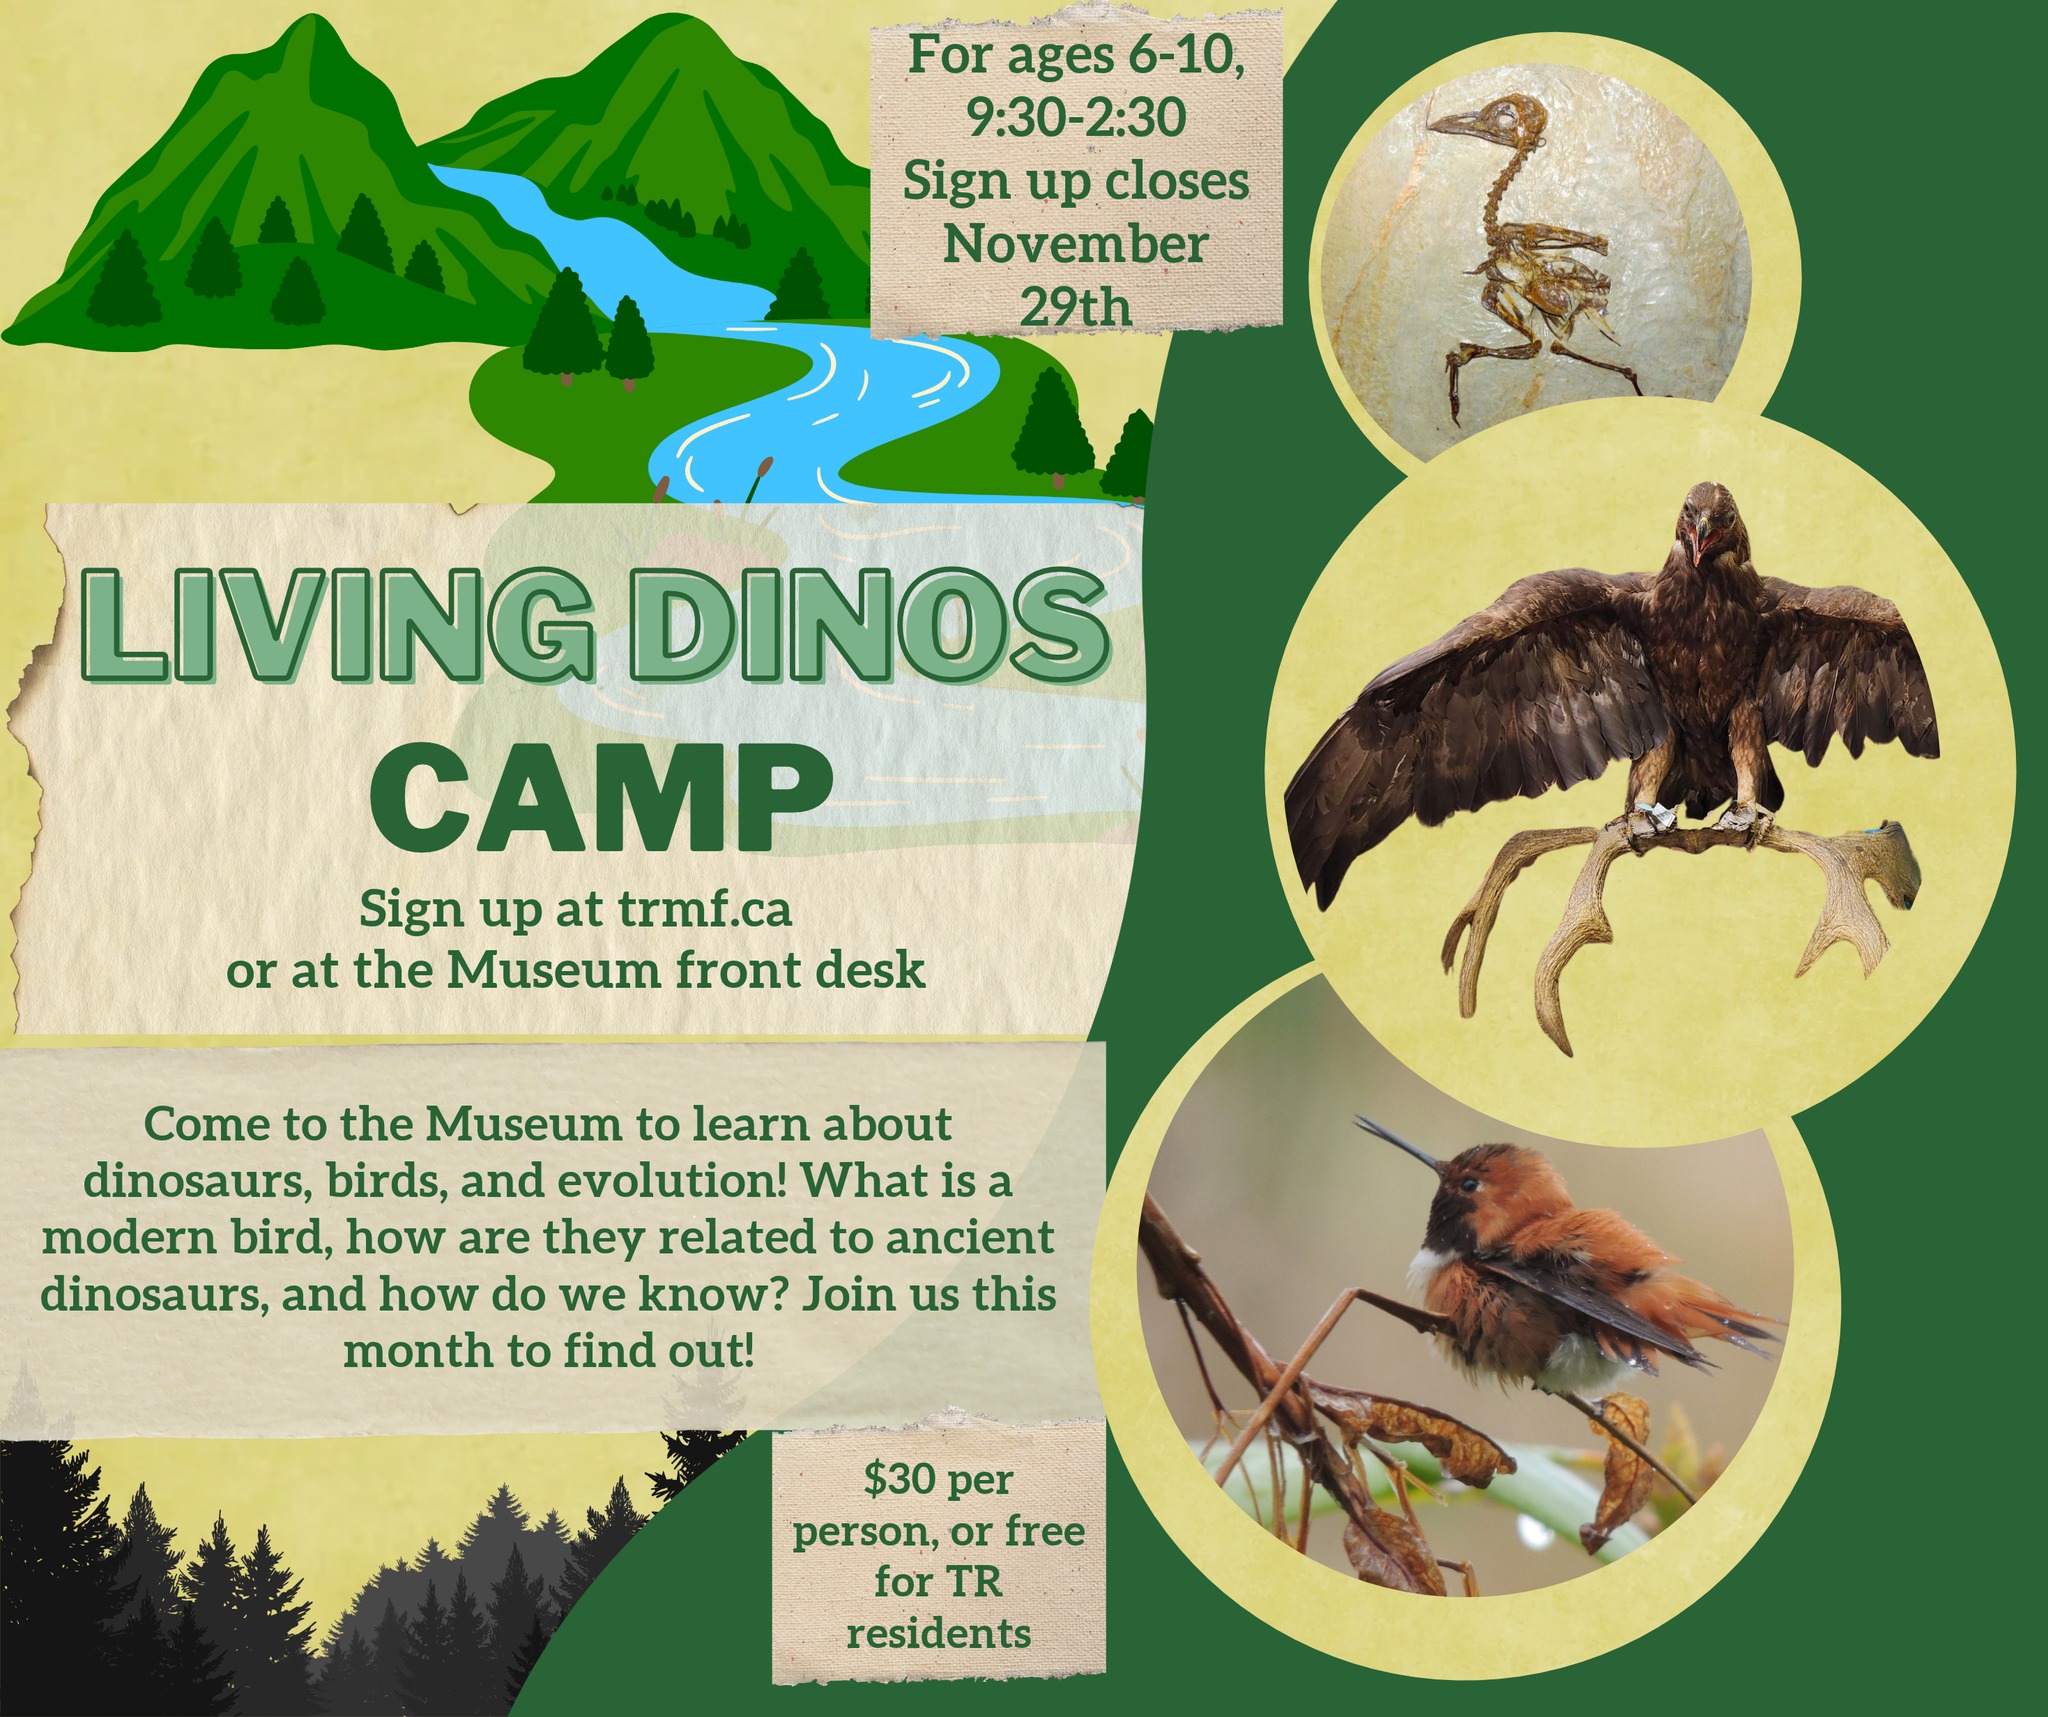 For ages 6-10,
9:30-2:30
Sign up closes
November
29th
LIVING DINOS
CAMP
Sign up at trmf.ca
or at the Museum front desk
Come to the Museum to learn about
dinosaurs, birds, and evolution! What is a
modern bird, how are they related to ancient
dinosaurs, and how do we know? Join us this
month to find out!
$30 per
person, or free
for TR
residents